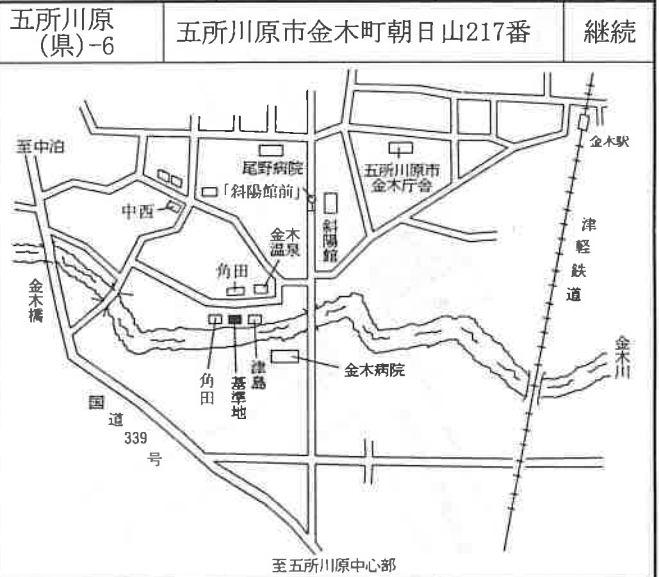 五所川原
(県)-6
五所川原市金木町朝日山217番
継続
至中泊
尾野病院
五所川原市
金木庁舎
金木駅
「斜陽館前」
斜陽館
中西
金木
温泉
角田
津軽鉄道
金木橋
角田
基準地
津島
金木病院
金木川
国道339号
至五所川原中心部